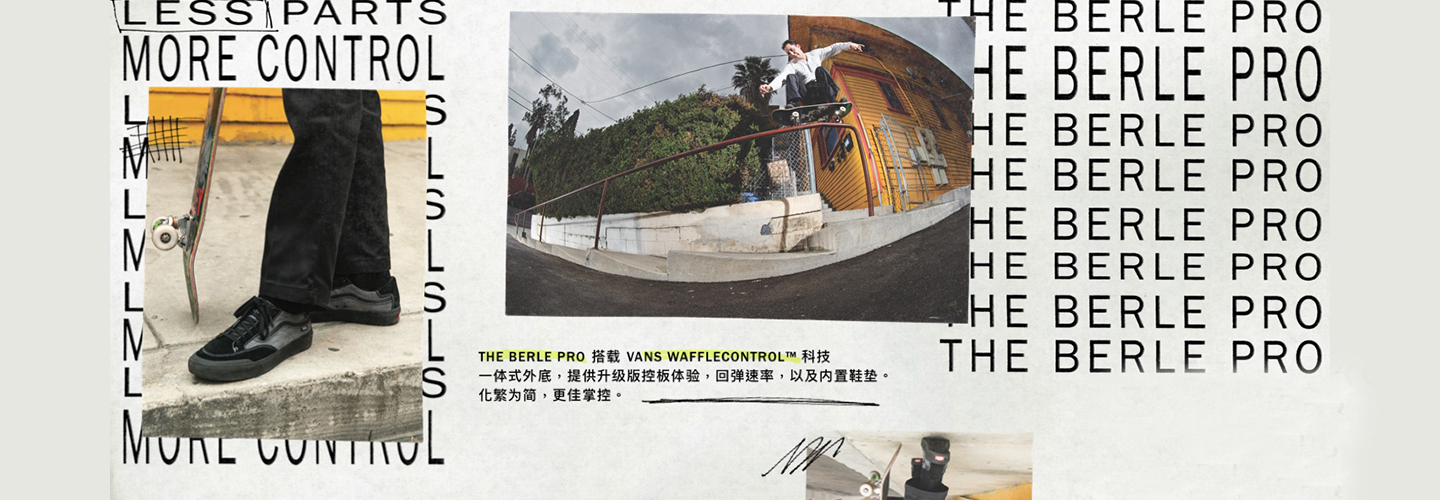 LESS PARTS
MORE CONTROL
L S
M L
L S
M L
L S
M L
L S
MORE CONTROL
THE BERLE PRO 搭载 VANS WAFFLECONTROL™ 科技
一体式外底，提供升级版控板体验，回弹速率，以及内置鞋垫。
化繁为简，更佳掌控。
THE BERLE PRO
THE BERLE PRO
THE BERLE PRO
THE BERLE PRO
THE BERLE PRO
THE BERLE PRO
THE BERLE PRO
THE BERLE PRO